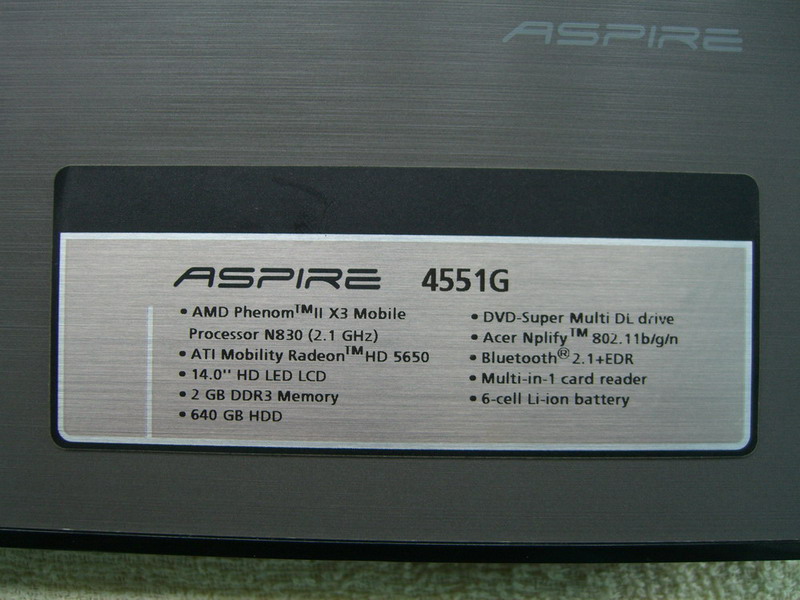 ASPIRE
ASPIRE 4551G
• AMD Phenom™II X3 Mobile
Processor N830 (2.1 GHz)
• ATI Mobility Radeon™HD 5650
• 14.0'' HD LED LCD
• 2 GB DDR3 Memory
• 640 GB HDD
• DVD-Super Multi DL drive
• Acer Nplify™ 802.11b/g/n
• Bluetooth® 2.1+EDR
• Multi-in-1 card reader
• 6-cell Li-ion battery